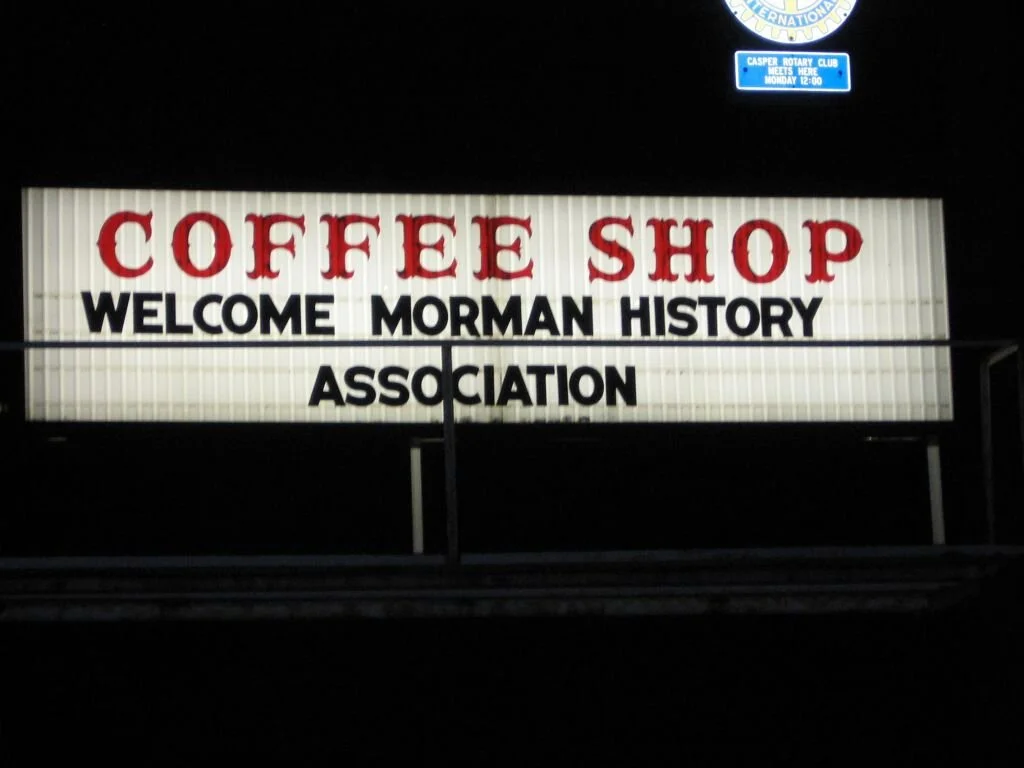 INTERNATIONAL
CASPER ROTARY CLUB
MEETS HERE
MONDAY 12:00
COFFEE SHOP
WELCOME MORMAN HISTORY
ASSOCIATION